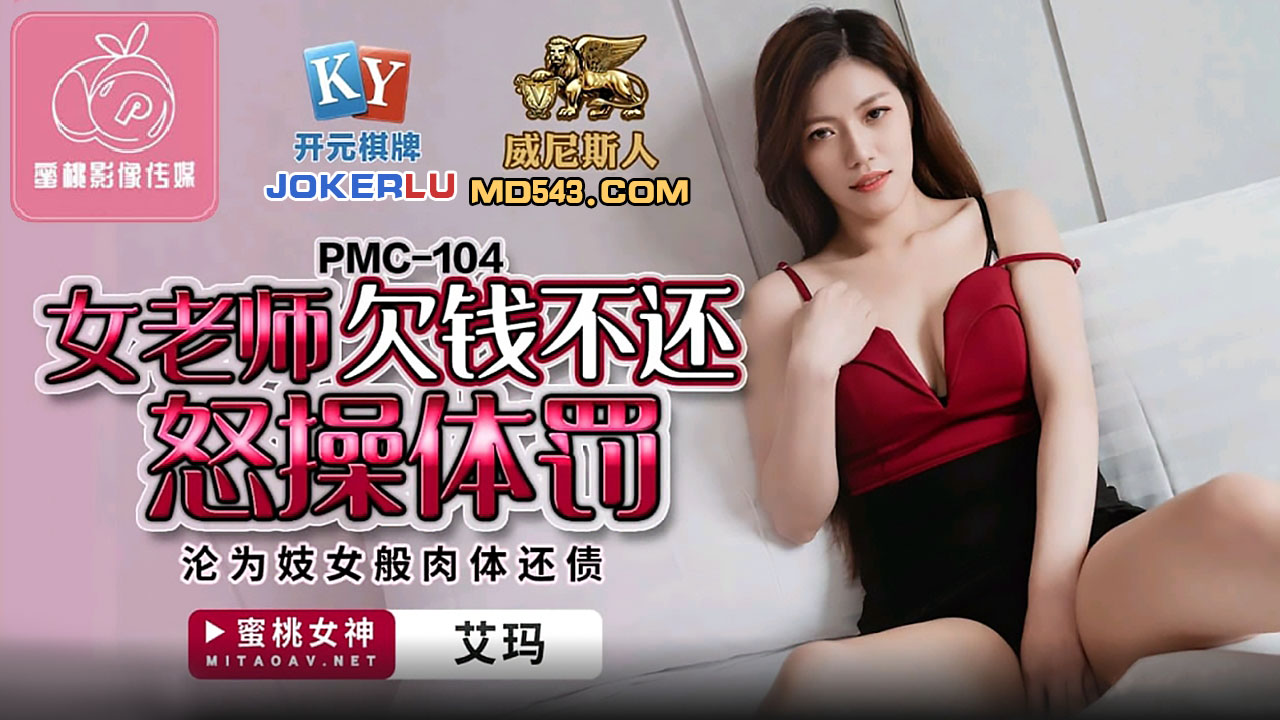 蜜桃影像传媒
KY
开元棋牌
JOKERLU
威尼斯人
MD543.COM
PMC-104
女老师欠钱不还
怒操体罚
沦为妓女般肉体还债
蜜桃女神
MITAOAV.NET
艾玛